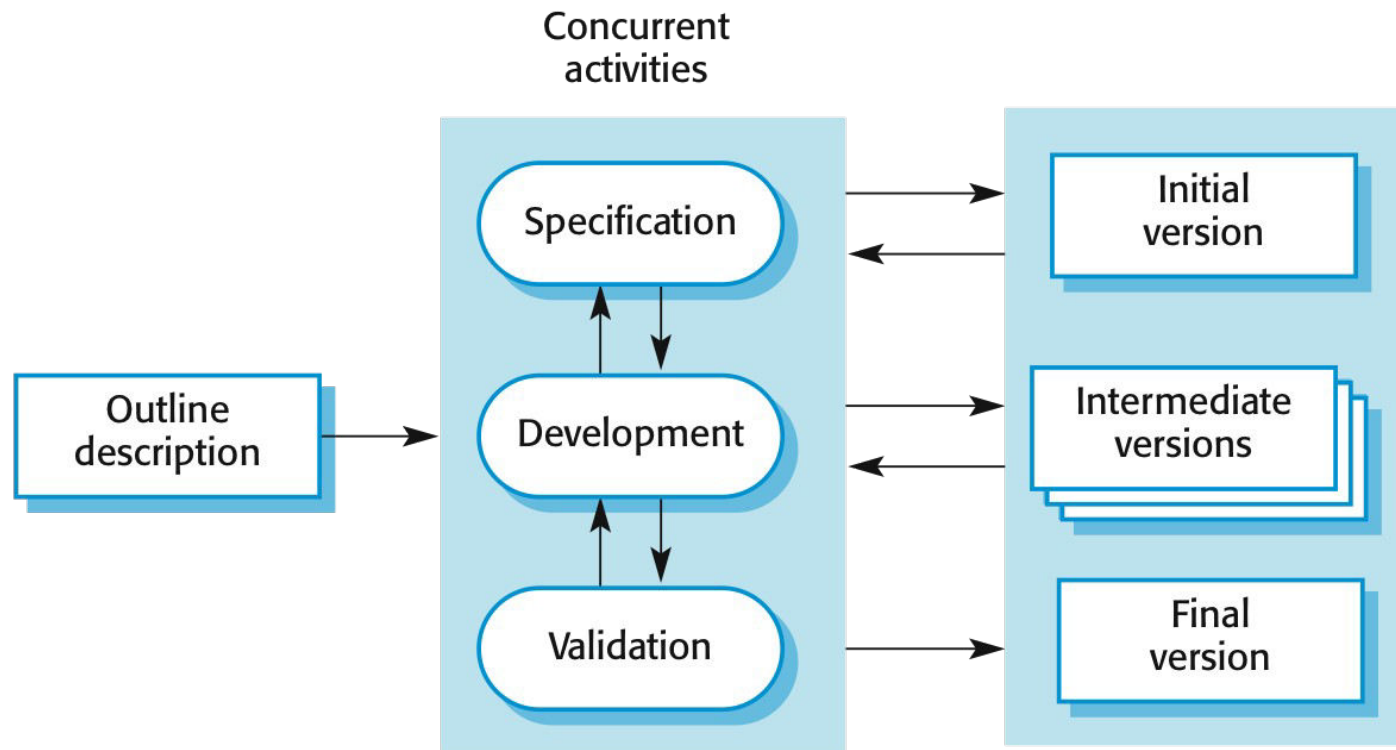 Concurrent
activities
Specification
Initial
version
Outline
description
Development
Intermediate
versions
Validation
Final
version